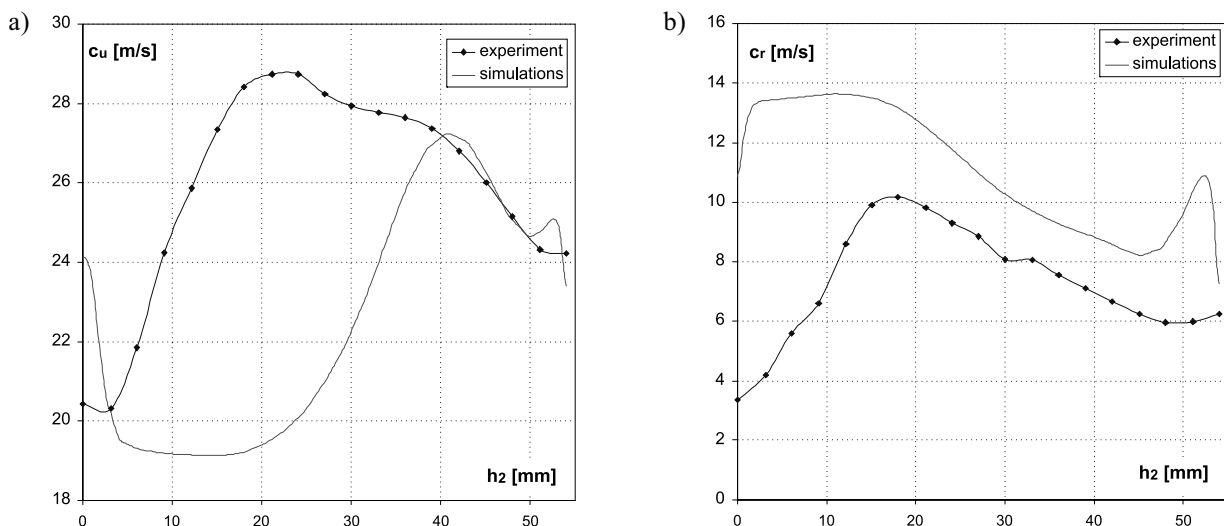 a)
cu [m/s]
experiment
simulations
30
28
26
24
22
20
18
0 10 20 30 40 50
h2 [mm]
b)
cr [m/s]
experiment
simulations
16
14
12
10
8
6
4
2
0
0 10 20 30 40 50
h2 [mm]